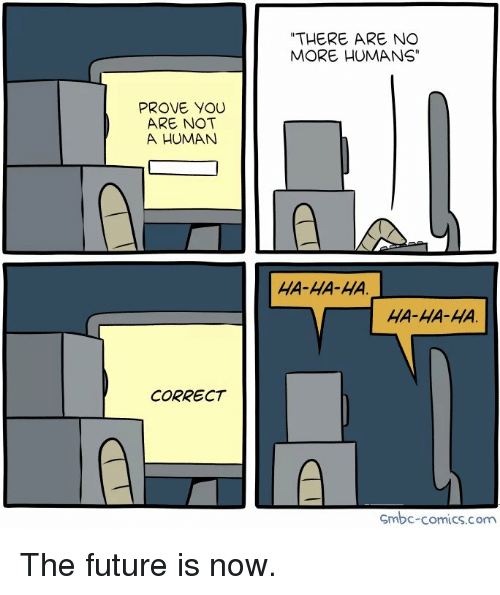 PROVE YOU
ARE NOT
A HUMAN
"THERE ARE NO
MORE HUMANS"
CORRECT
HA-HA-HA.
HA-HA-HA.
smbc-comics.com
The future is now.